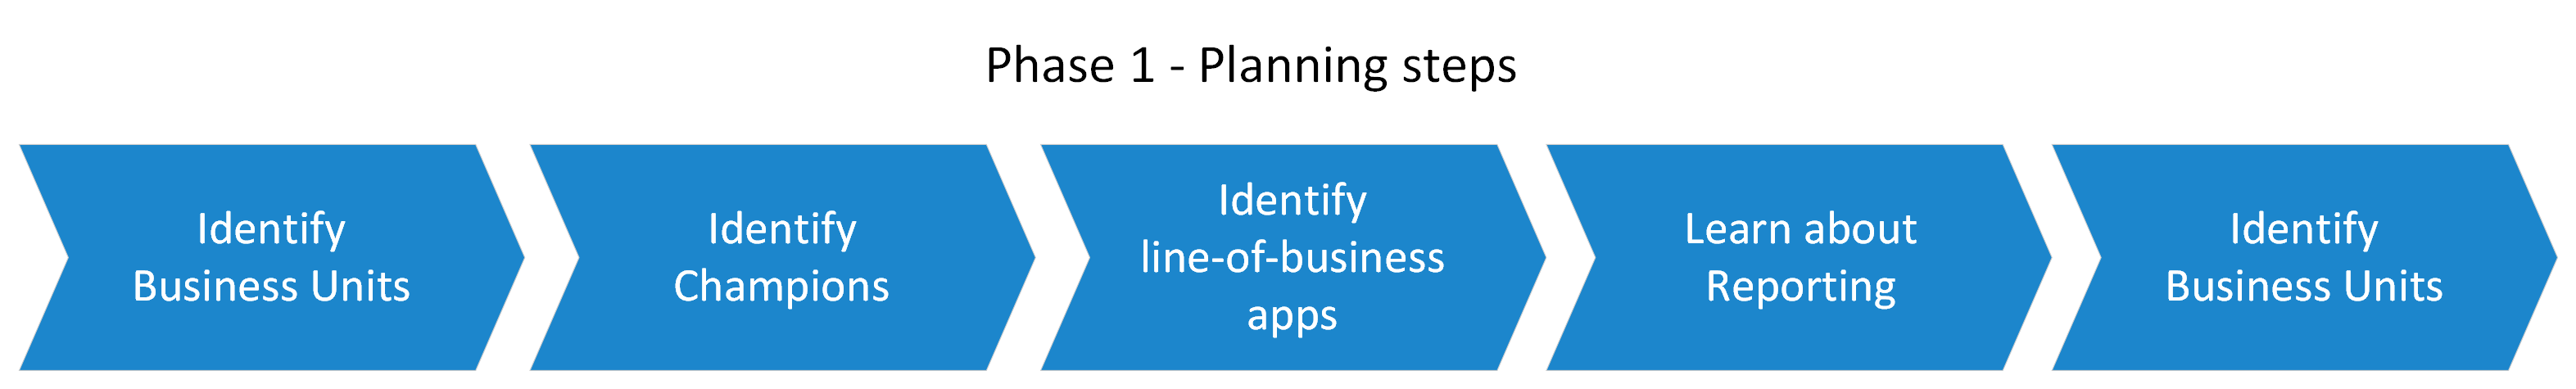 Phase 1 - Planning steps
Identify
Business Units
Identify
Champions
Identify
line-of-business
apps
Learn about
Reporting
Identify
Business Units